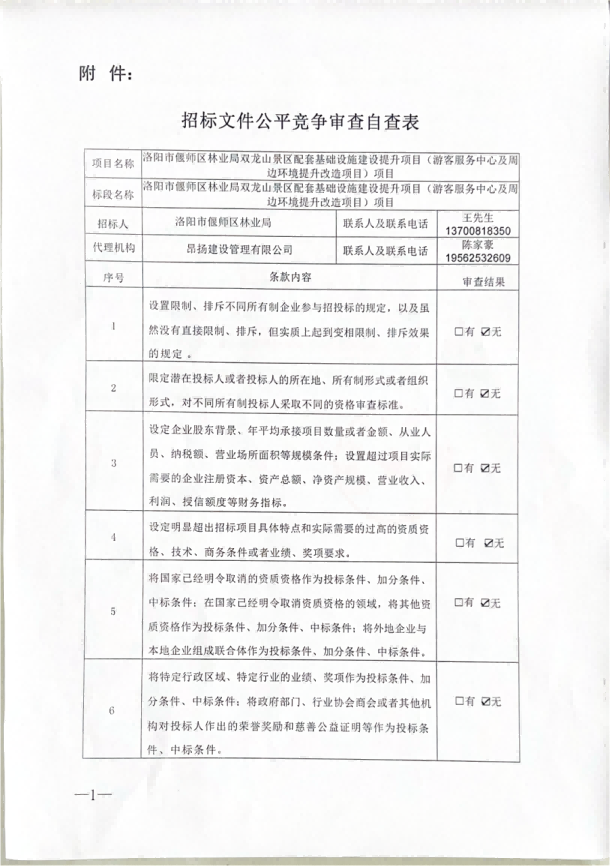 附 件：
招标文件公平竞争审查自查表
项目名称
洛阳市偃师区林业局双龙山景区配套基础设施建设提升项目（游客服务中心及周
边环境提升改造项目）项目
标段名称
洛阳市偃师区林业局双龙山景区配套基础设施建设提升项目（游客服务中心及周
边环境提升改造项目）项目
招标人
洛阳市偃师区林业局
联系人及联系电话
王先生
13700818350
代理机构
昂扬建设管理有限公司
联系人及联系电话
陈家豪
19562532609
序号
条款内容
审查结果
1
设置限制、排斥不同所有制企业参与招投标的规定，以及虽
然没有直接限制、排斥，但实质上起到变相限制、排斥效果
的规定 。
□有 ☑无
2
限定潜在投标人或者投标人的所在地、所有制形式或者组织
形式，对不同所有制投标人采取不同的资格审查标准。
□有 ☑无
3
设定企业股东背景、年平均承接项目数量或者金额、从业人
员、纳税额、营业场所面积等规模条件；设置超过项目实际
需要的企业注册资本、资产总额、净资产规模、营业收入、
利润、授信额度等财务指标。
□有 ☑无
4
设定明显超出招标项目具体特点和实际需要的过高的资质资
格、技术、商务条件或者业绩、奖项要求。
□有 ☑无
5
将国家已经明令取消的资质资格作为投标条件、加分条件、
中标条件；在国家已经明令取消资质资格的领域，将其他资
质资格作为投标条件、加分条件、中标条件；将外地企业与
本地企业组成联合体作为投标条件、加分条件、中标条件。
□有 ☑无
6
将特定行政区域、特定行业的业绩、奖项作为投标条件、加
分条件、中标条件；将政府部门、行业协会商会或者其他机
构对投标人作出的荣誉奖励和慈善公益证明等作为投标条
件、中标条件。
□有 ☑无
—1—